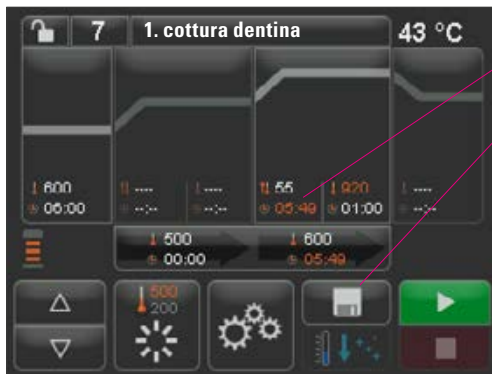 7 1. cottura dentina 43 °C
600 ---- ---- 55 920 ----
06:00 --:-- --:-- 05:49 01:00 --:--
500 600
00:00 05:49
500
200